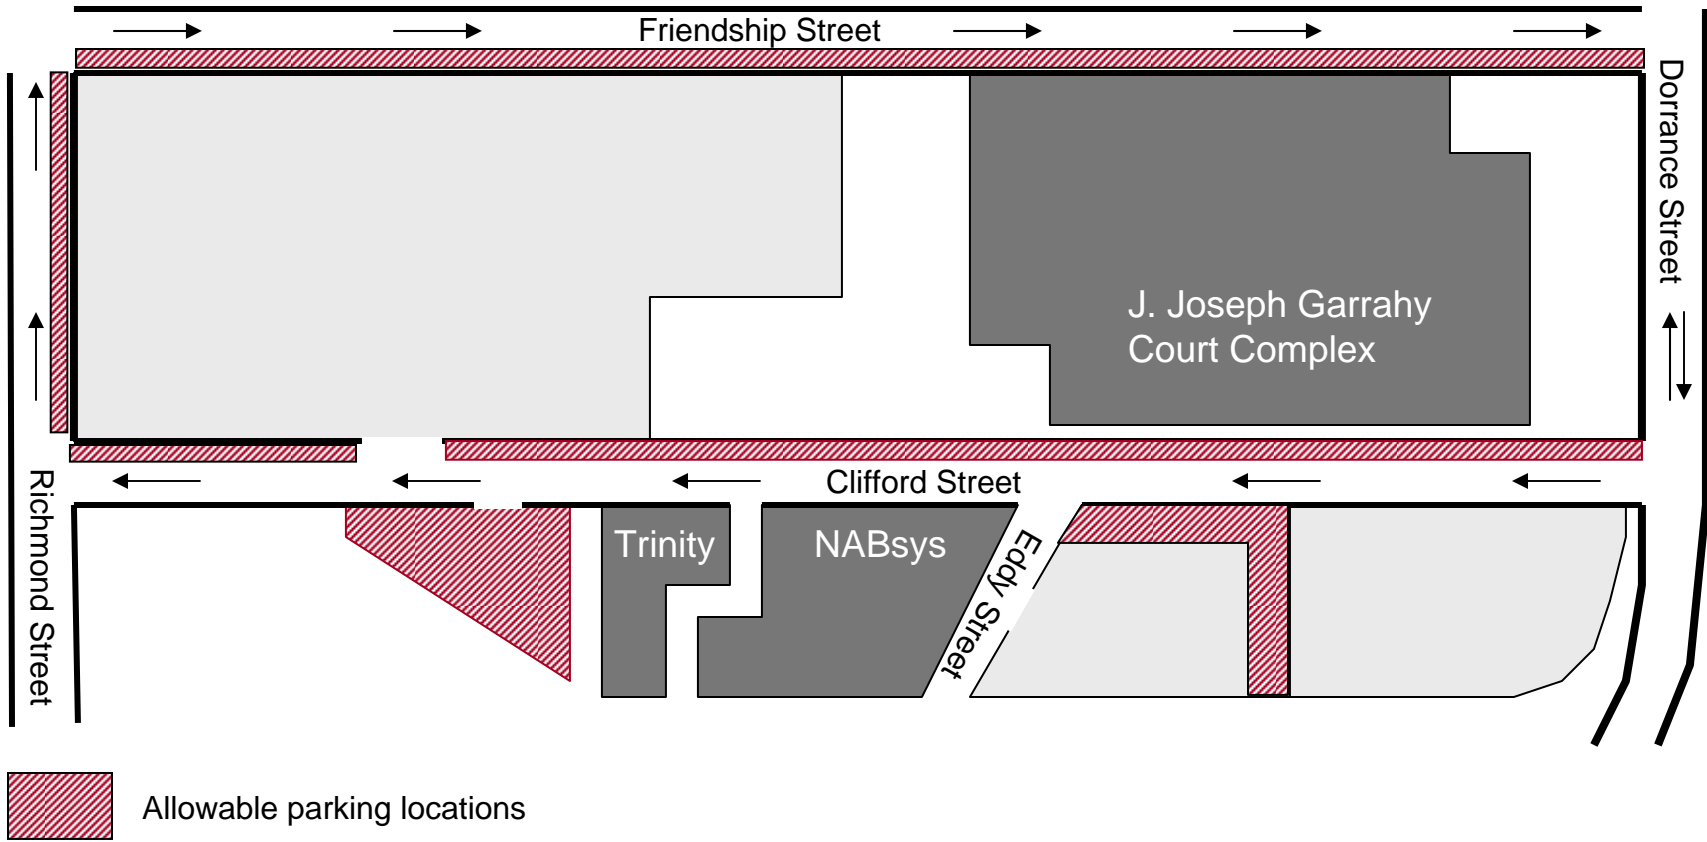 Friendship Street
Dorrance Street
J. Joseph Garrahy
Court Complex
Clifford Street
Richmond Street
Trinity
NABsys
Eddy Street
Allowable parking locations